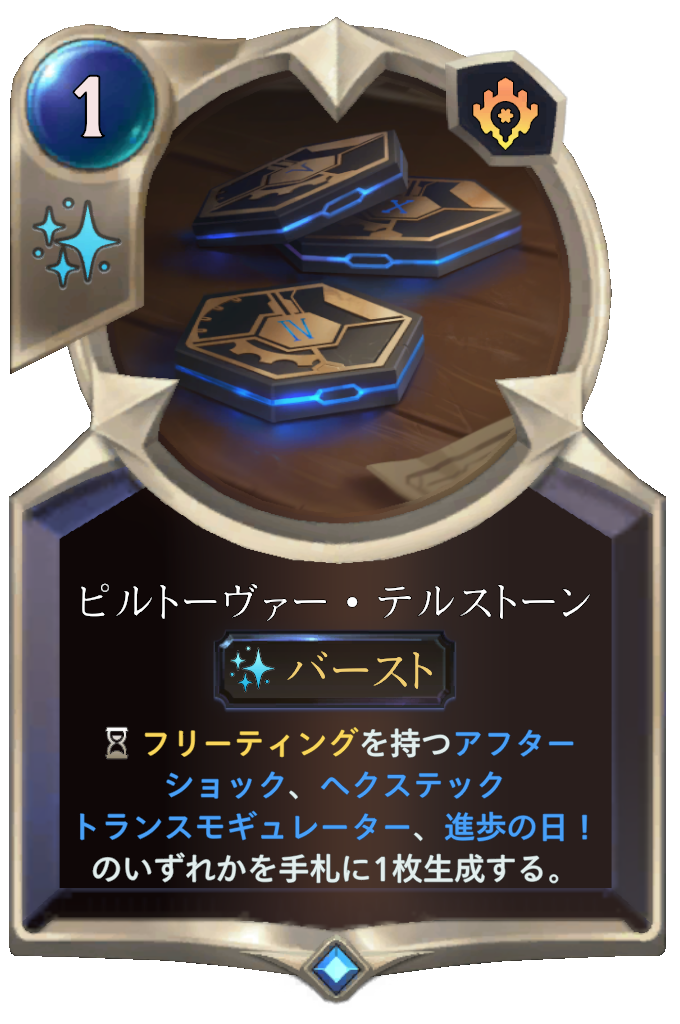 1
V
X
IV
ピルトーヴァー・テルストーン
バースト
フリーティングを持つアフター
ショック、ヘクステック
トランスモギュレーター、進歩の日！
のいずれかを手札に1枚生成する。